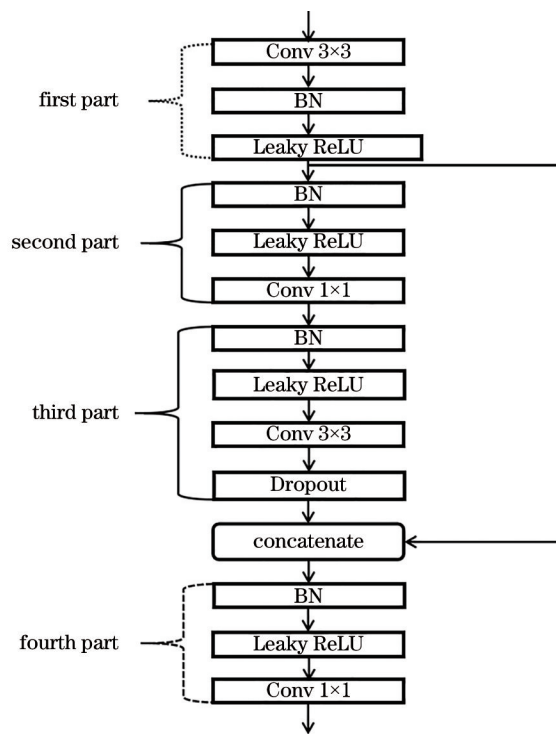 Conv 3×3
first part
BN
Leaky ReLU
BN
second part
Leaky ReLU
Conv 1×1
BN
Leaky ReLU
third part
Conv 3×3
Dropout
concatenate
BN
fourth part
Leaky ReLU
Conv 1×1